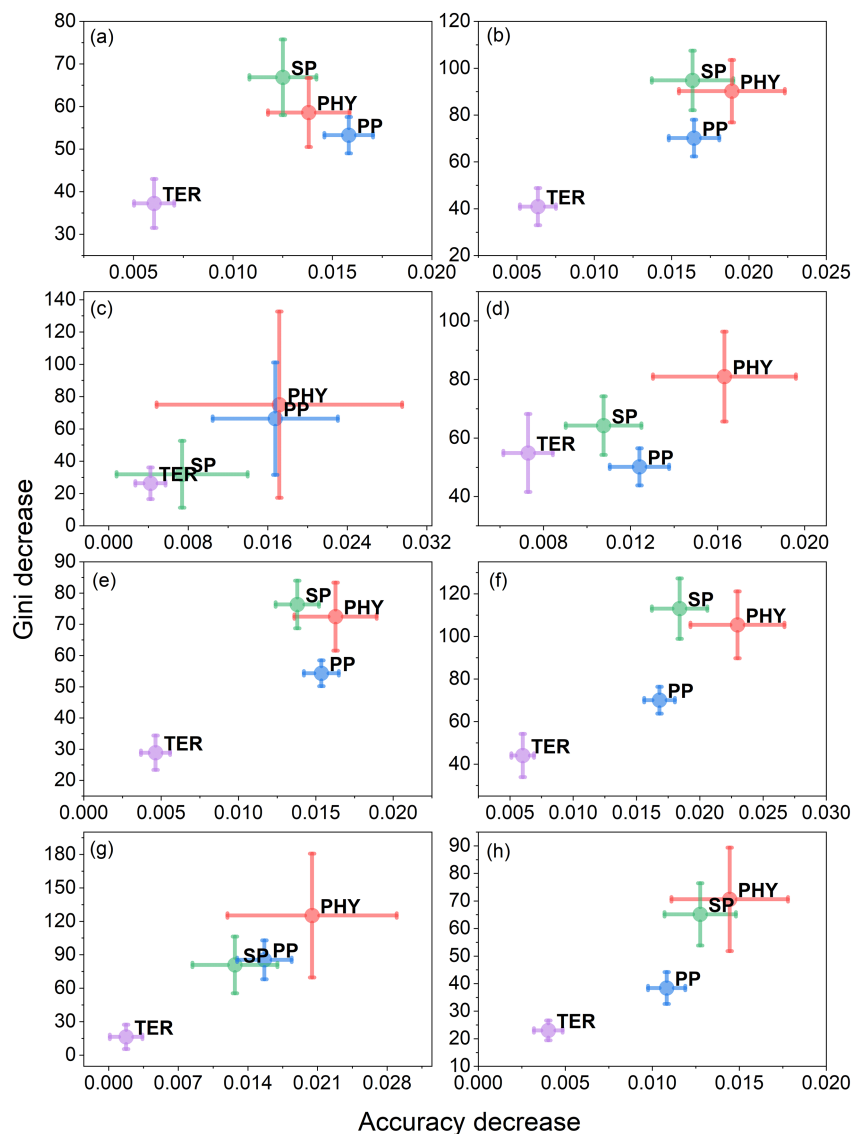 (a)
80
70
60
50
40
30
SP
PHY
PP
TER
0.005 0.010 0.015 0.020
(b)
120
100
80
60
40
20
SP
PHY
PP
TER
0.005 0.010 0.015 0.020 0.025
(c)
140
120
100
80
60
40
20
0
PHY
PP
SP
TER
0.000 0.008 0.016 0.024 0.032
(d)
100
80
60
40
PHY
SP
TER
PP
0.008 0.012 0.016 0.020
Gini decrease
(e)
90
80
70
60
50
40
30
20
SP
PHY
PP
TER
0.000 0.005 0.010 0.015 0.020
(f)
120
100
80
60
40
SP
PHY
PP
TER
0.005 0.010 0.015 0.020 0.025 0.030
(g)
180
150
120
90
60
30
0
PHY
SP
PP
TER
0.000 0.007 0.014 0.021 0.028
(h)
90
80
70
60
50
40
30
20
10
PHY
SP
PP
TER
0.000 0.005 0.010 0.015 0.020
Accuracy decrease